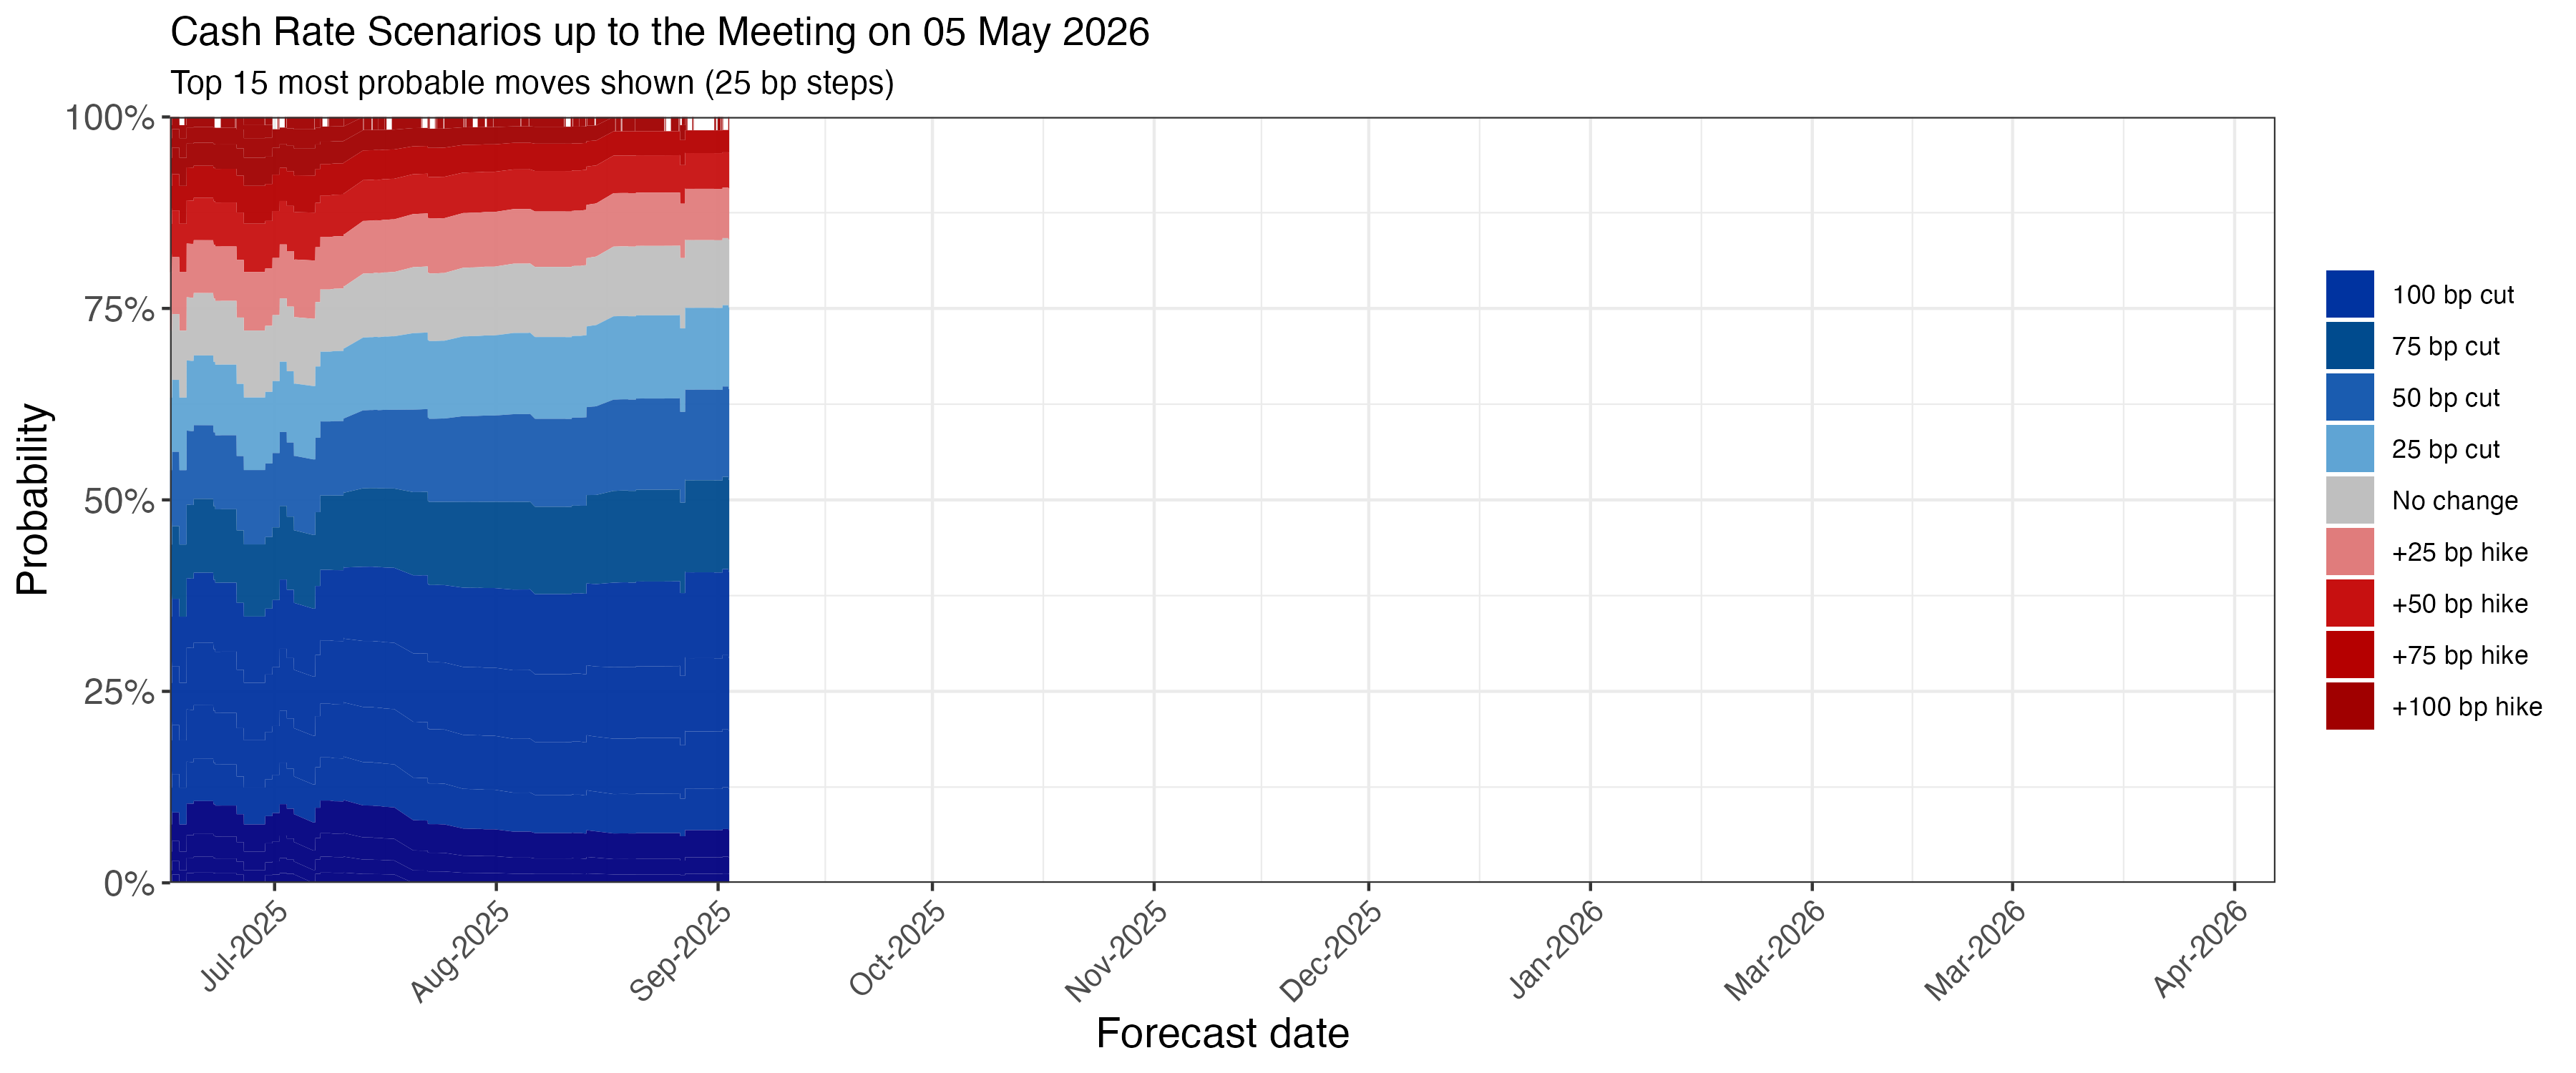 Cash Rate Scenarios up to the Meeting on 05 May 2026
Top 15 most probable moves shown (25 bp steps)
Probability
100%
75%
50%
25%
0%
Jul-2025
Aug-2025
Sep-2025
Oct-2025
Nov-2025
Dec-2025
Jan-2026
Mar-2026
Mar-2026
Apr-2026
Forecast date
100 bp cut
75 bp cut
50 bp cut
25 bp cut
No change
+25 bp hike
+50 bp hike
+75 bp hike
+100 bp hike